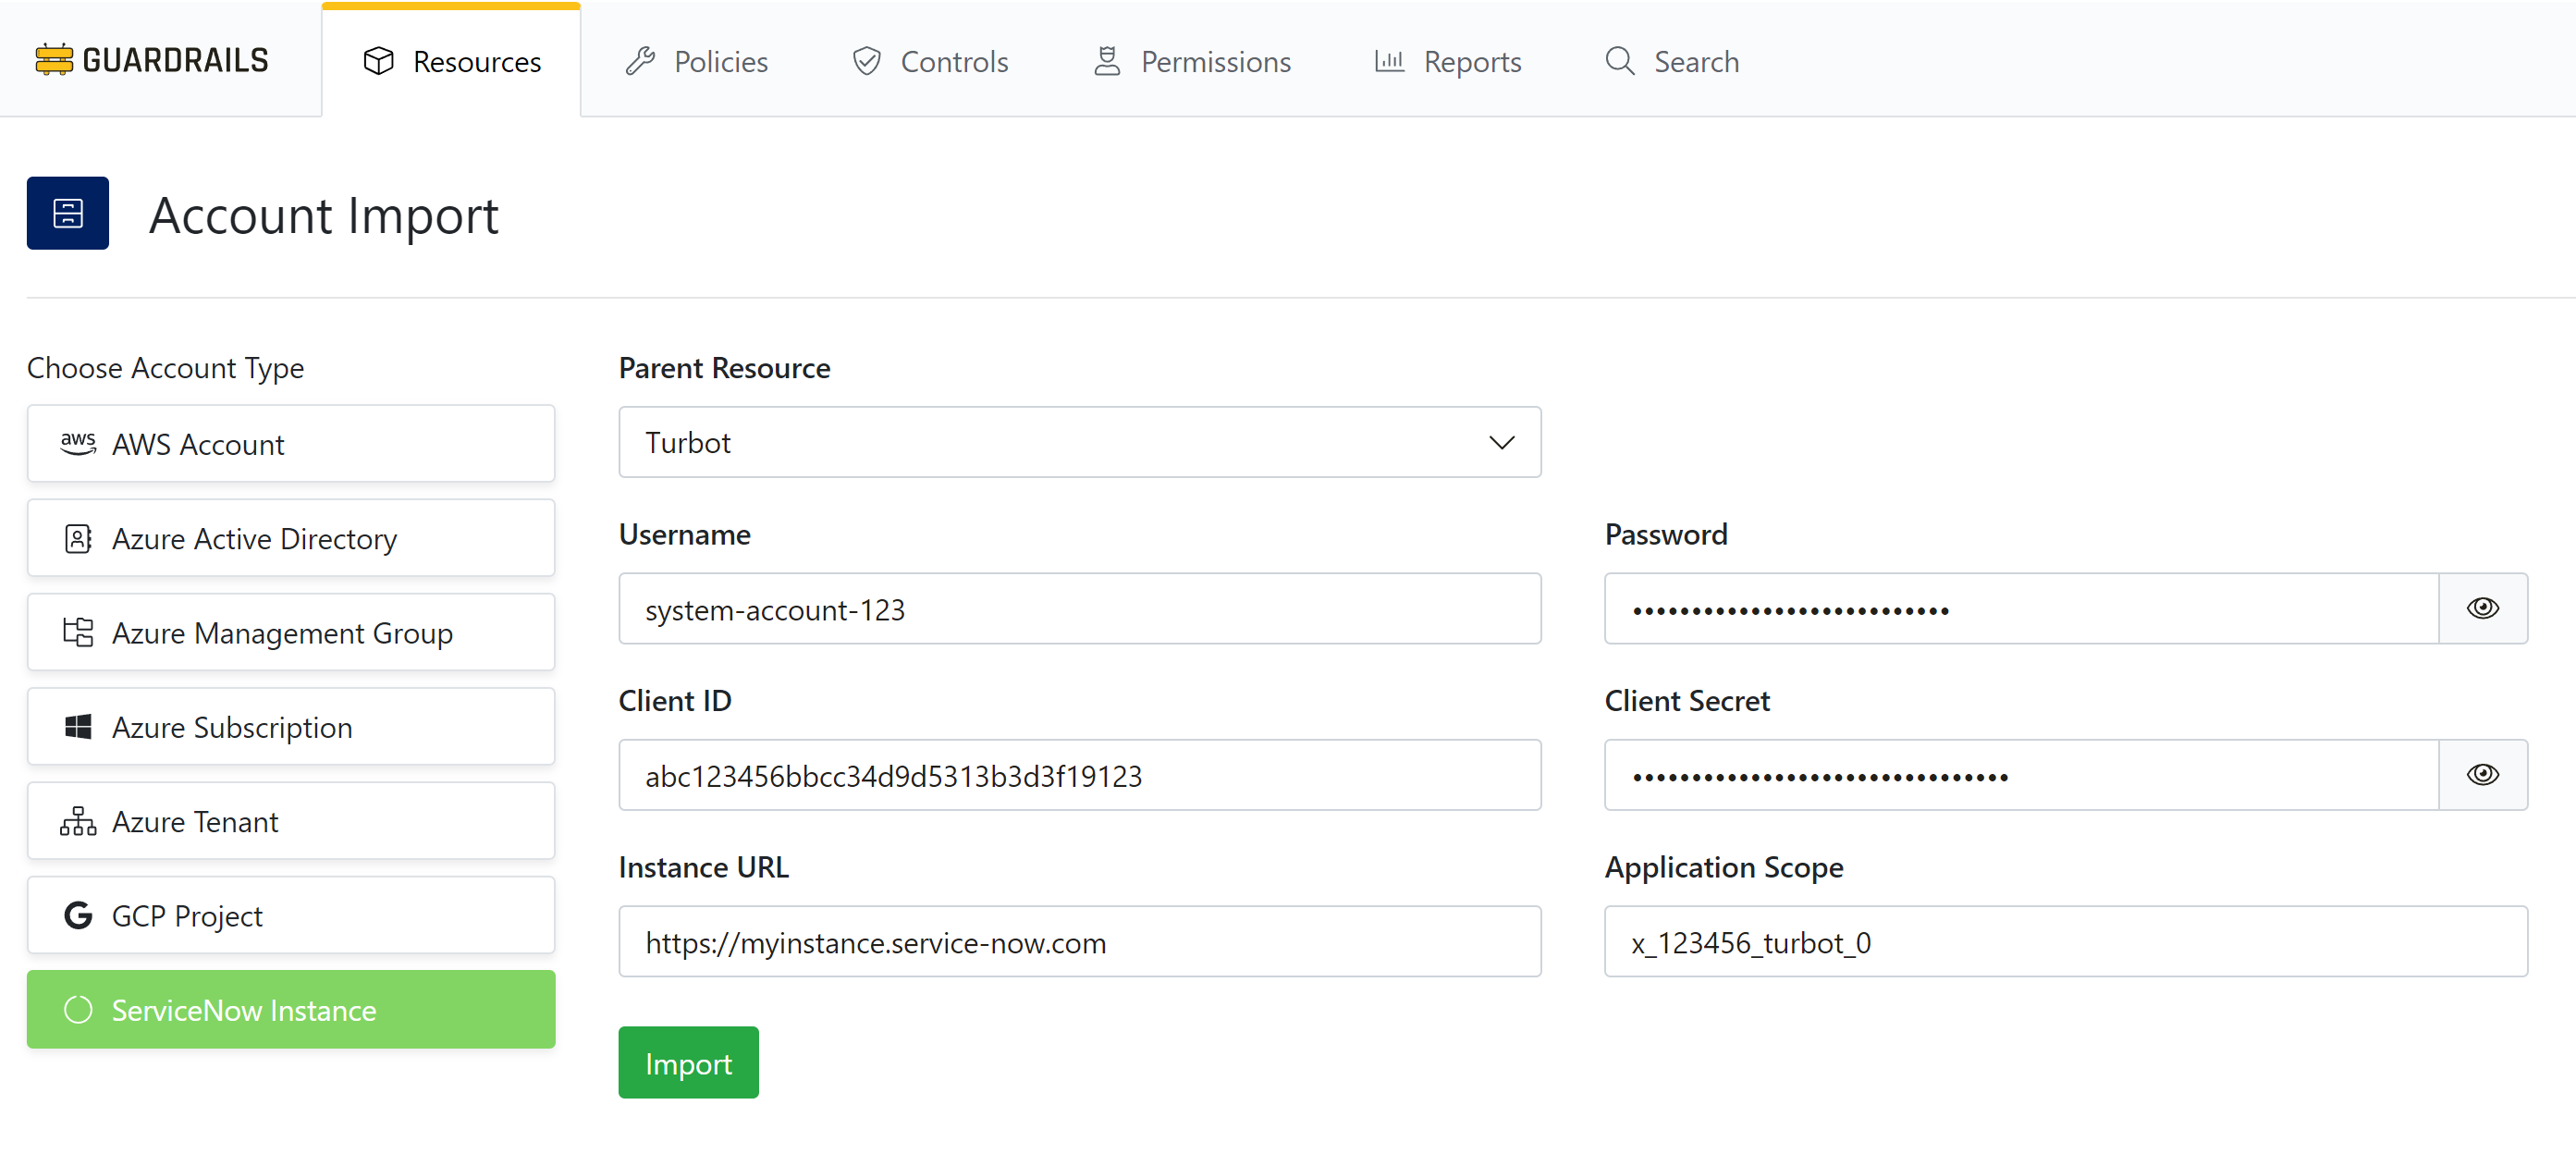 GUARDRAILS
Resources
Policies
Controls
Permissions
Reports
Search
Account Import
Choose Account Type
aws AWS Account
Azure Active Directory
Azure Management Group
Azure Subscription
Azure Tenant
GCP Project
ServiceNow Instance
Parent Resource
Turbot
Username
system-account-123
Password
•••••••••••••••••••••••••••
Client ID
abc123456bbcc34d9d5313b3d3f19123
Client Secret
••••••••••••••••••••••••••••••••
Instance URL
https://myinstance.service-now.com
Application Scope
x_123456_turbot_0
Import